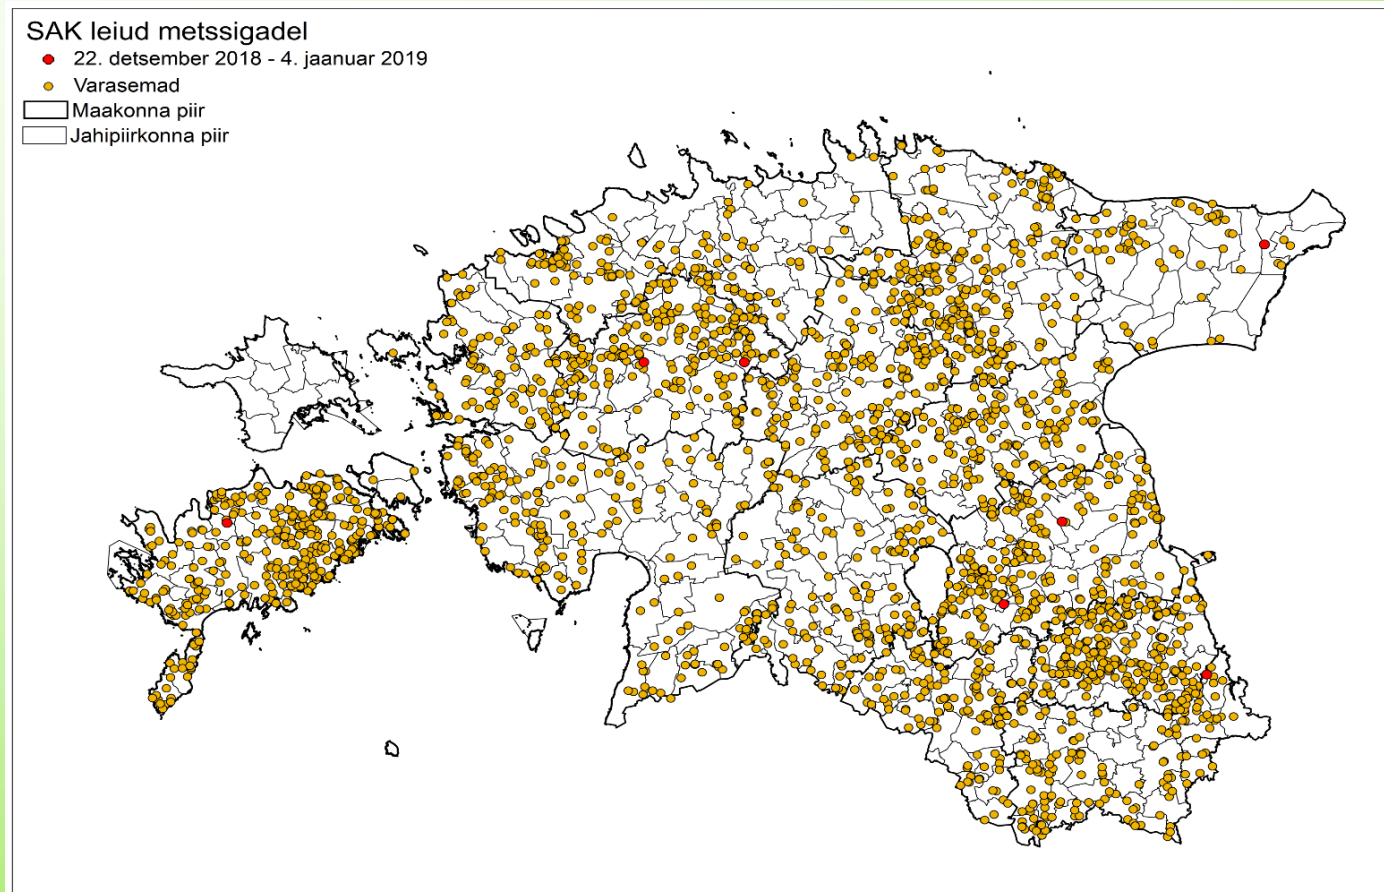 SAK leiud metssigadel
22. detsember 2018 - 4. jaanuar 2019
Varasemad
Maakonna piir
Jahipiirkonna piir